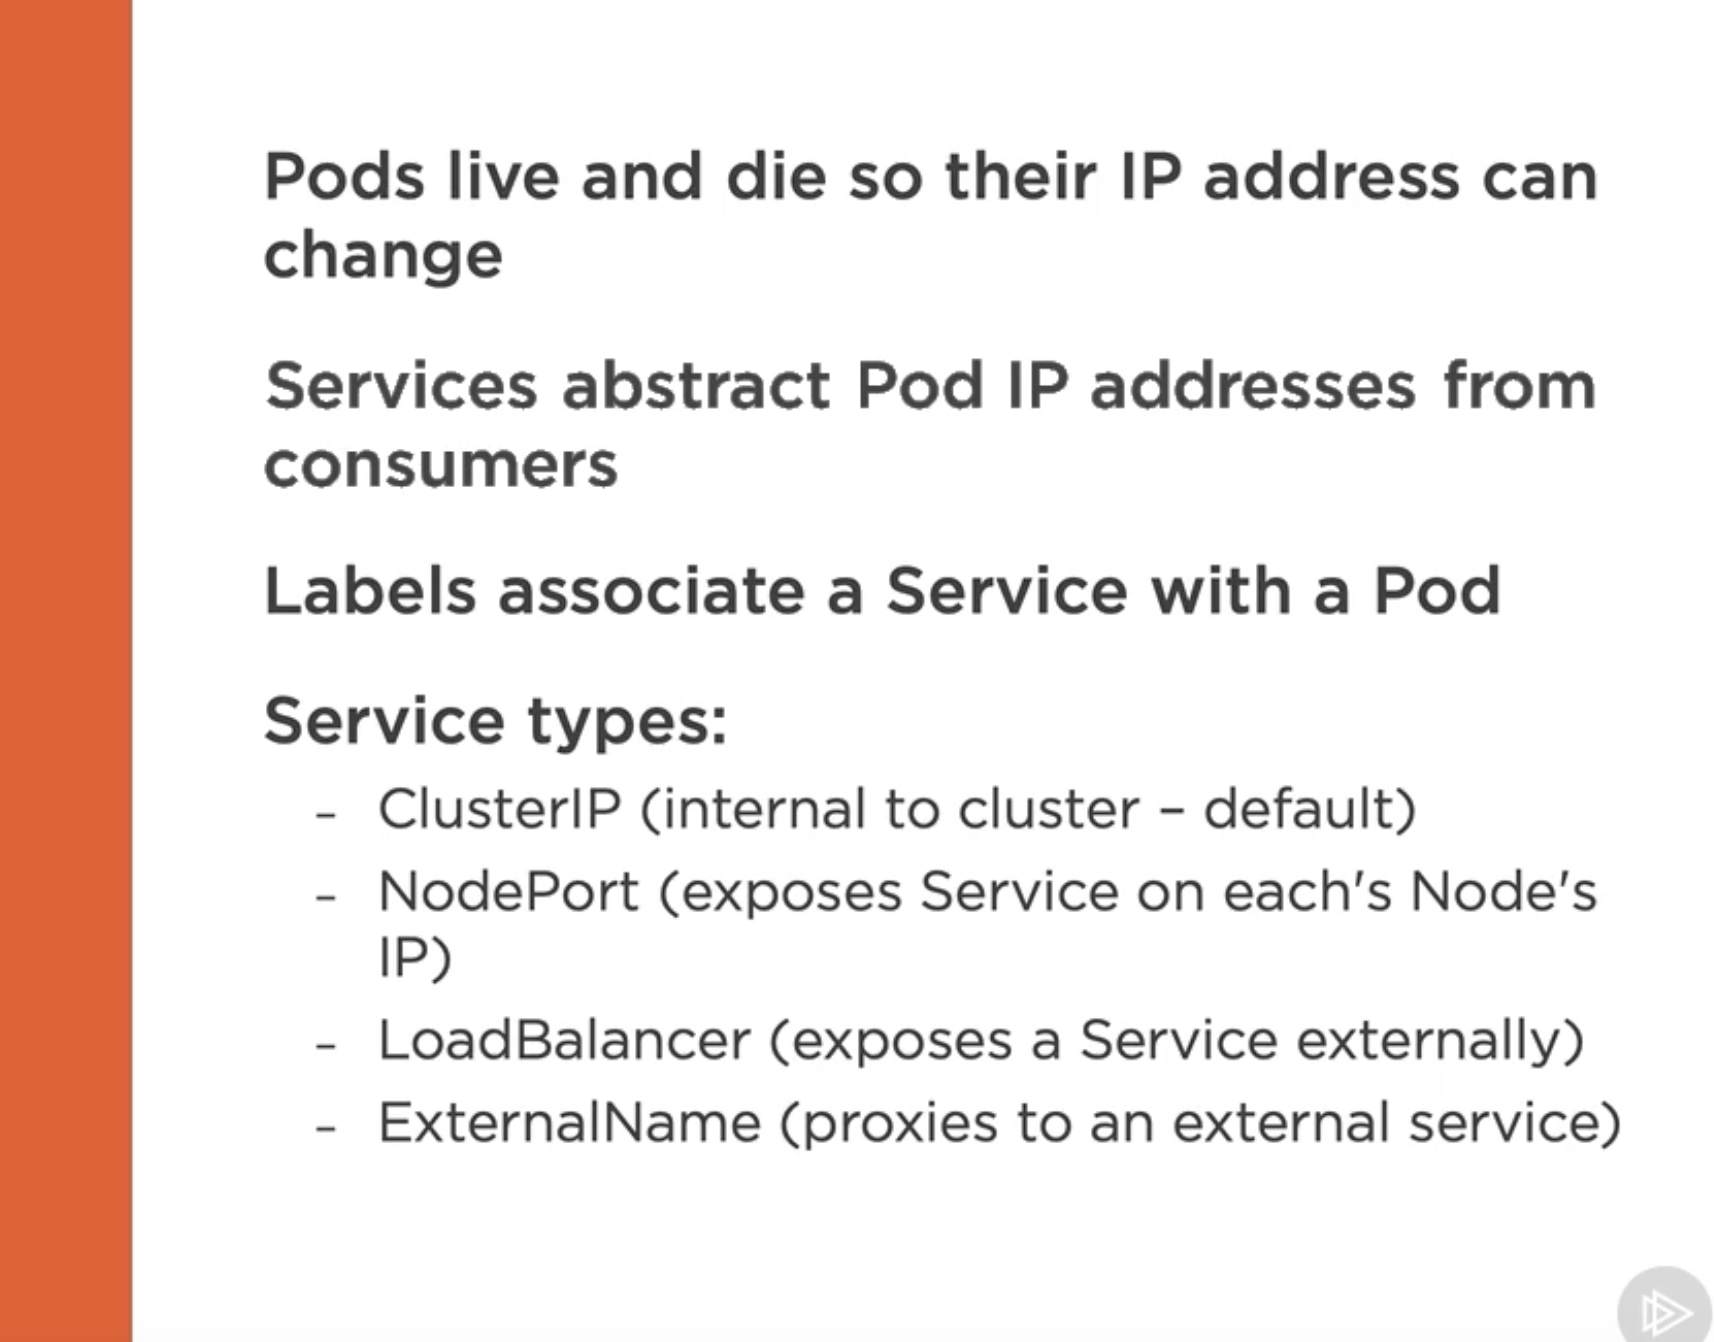 Pods live and die so their IP address can
change
Services abstract Pod IP addresses from
consumers
Labels associate a Service with a Pod
Service types:
- ClusterIP (internal to cluster – default)
- NodePort (exposes Service on each's Node's
IP)
- LoadBalancer (exposes a Service externally)
- ExternalName (proxies to an external service)